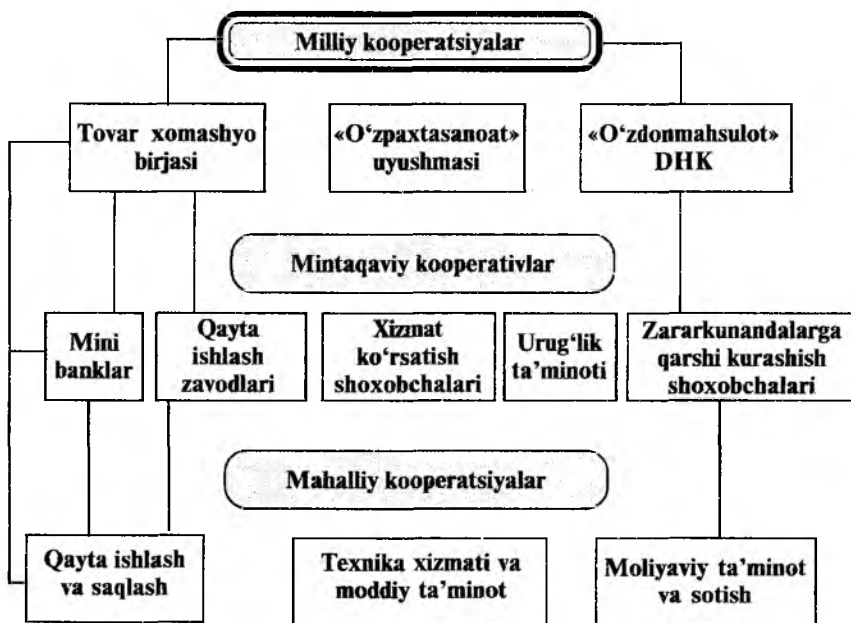 Milliy kooperatsiyalar
Tovar xomashyo
birjasi
«O‘zpaxtasanoat»
uyushmasi
«O‘zdonmahsulot»
DHK
Mintaqaviy kooperativlar
Mini
banklar
Qayta
ishlash
zavodlari
Xizmat
ko‘rsatish
shoxobchalari
Urug‘lik
ta’minoti
Zararkunandalarga
qarshi kurashish
shoxobchalari
Mahalliy kooperatsiyalar
Qayta ishlash
va saqlash
Texnika xizmati va
moddiy ta’minot
Moliyaviy ta’minot
va sotish